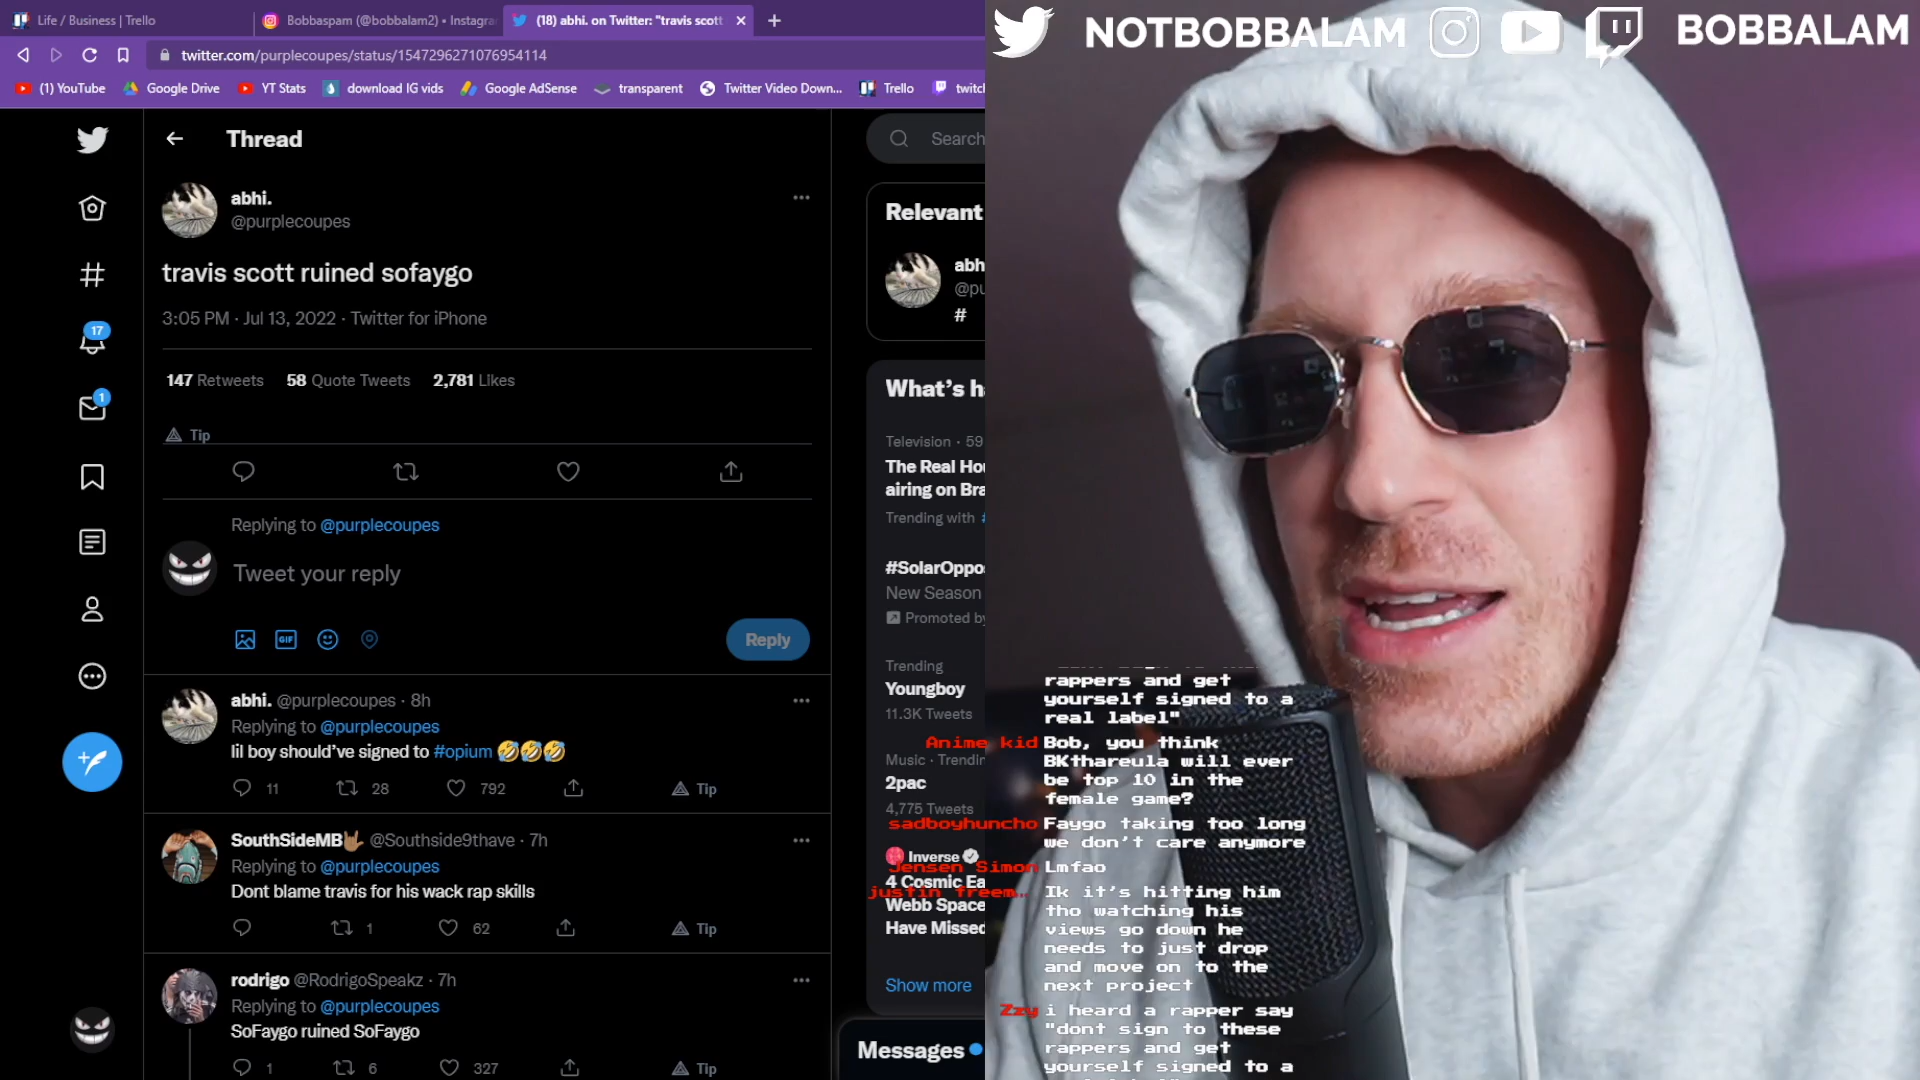 Life / Business | Trello
Bobbaspam (@bobbalam2) • Instagra
(18) abhi. on Twitter: "travis scott
twitter.com/purplecoupes/status/1547296271076954114
(1) YouTube
Google Drive
YT Stats
download IG vids
Google AdSense
transparent
Twitter Video Down...
Trello
twitch
NOTBOBBALAM
BOBBALAM
Thread
abhi.
@purplecoupes
travis scott ruined sofaygo
3:05 PM · Jul 13, 2022 · Twitter for iPhone
147 Retweets 58 Quote Tweets 2,781 Likes
Tip
Replying to @purplecoupes
Tweet your reply
GIF
Reply
17
1
abhi. @purplecoupes · 8h
Replying to @purplecoupes
lil boy should've signed to #opium 🤣🤣🤣
11 28 792 Tip
SouthSideMB🤟🏽 @Southside9thave · 7h
Replying to @purplecoupes
Dont blame travis for his wack rap skills
1 62 Tip
rodrigo @RodrigoSpeakz · 7h
Replying to @purplecoupes
SoFaygo ruined SoFaygo
1 6 327 Tip
Search
Relevant
abh
@pu
#
What's h
Television · 59
The Real Ho
airing on Bra
Trending with #
#SolarOppo
New Season
Promoted by
Trending
Youngboy
11.3K Tweets
Music · Trendin
2pac
4,775 Tweets
Inverse
4 Cosmic Ea
Webb Space
Have Missed
Show more
Messages
rappers and get
yourself signed to a
real label"
Anime kid Bob, you think
BKthareula will ever
be top 10 in the
female game?
sadboyhuncho Faygo taking too long
we don't care anymore
Jensen Simon Lmfao
justin freem… Ik it's hitting him
tho watching his
views go down he
needs to just drop
and move on to the
next project
Zzy i heard a rapper say
"dont sign to these
rappers and get
yourself signed to a